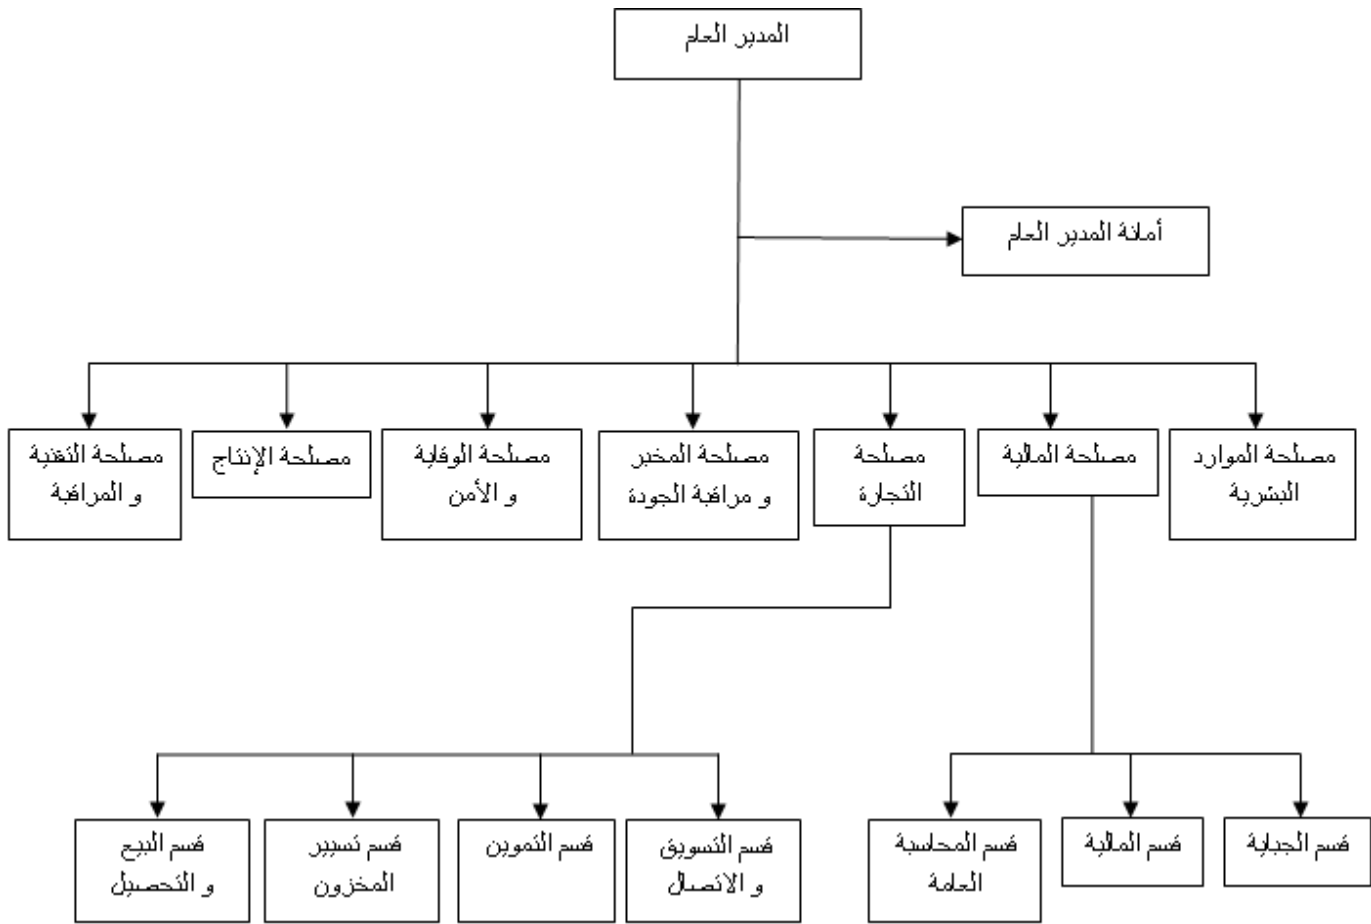 المدير العام
أمانة المدير العام
مصلحة الموارد
البشرية
مصلحة المالية
مصلحة
التجارة
مصلحة المخبر
و مراقبة الجودة
مصلحة الوقاية
و الأمن
مصلحة الإنتاج
مصلحة التقنية
و المراقبة
قسم الجباية
قسم المالية
قسم المحاسبة
العامة
قسم التسويق
و الاتصال
قسم التموين
قسم تسيير
المخزون
قسم البيع
و التحصيل